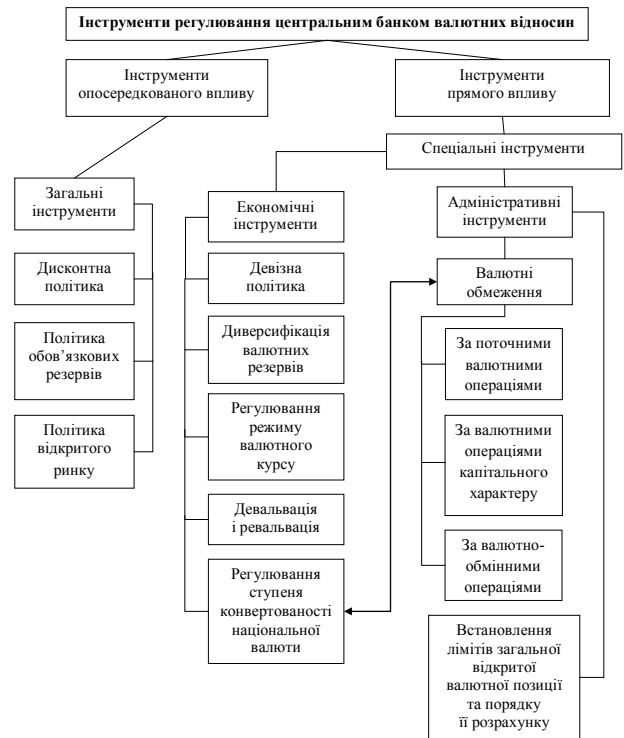 Інструменти регулювання центральним банком валютних відносин
Інструменти
опосередкованого впливу
Інструменти
прямого впливу
Спеціальні інструменти
Загальні
інструменти
Економічні
інструменти
Адміністративні
інструменти
Дисконтна
політика
Девізна
політика
Валютні
обмеження
Політика
обов’язкових
резервів
Диверсифікація
валютних
резервів
За поточними
валютними
операціями
Політика
відкритого
ринку
Регулювання
режиму
валютного
курсу
За валютними
операціями
капітального
характеру
Девальвація
і ревальвація
За валютно-
обмінними
операціями
Регулювання
ступеня
конвертованості
національної
валюти
Встановлення
лімітів загальної
відкритої
валютної позиції
та порядку
її розрахунку